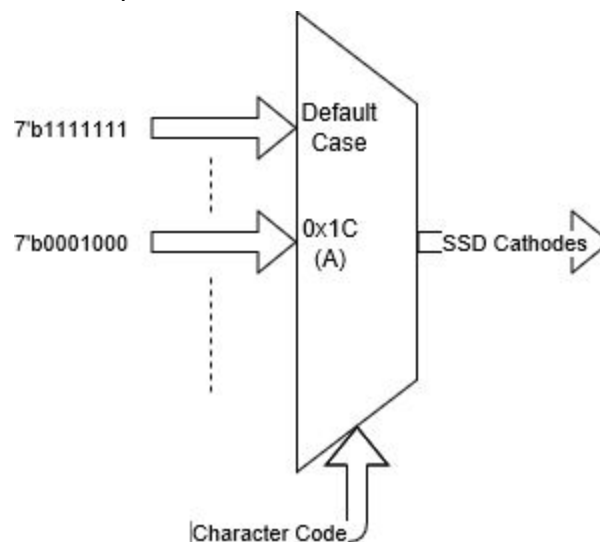 7'b1111111
Default
Case
7'b0001000
0x1C
(A)
SSD Cathodes
Character Code